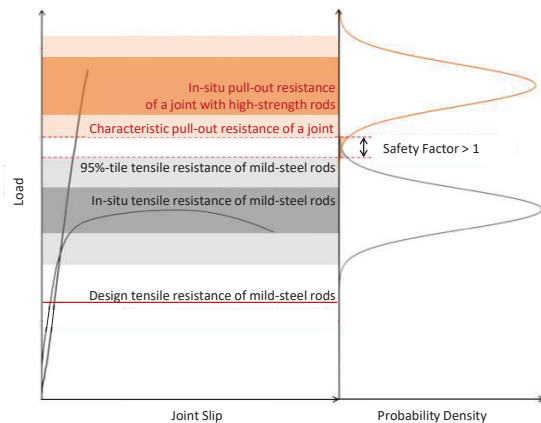 In-situ pull-out resistance
of a joint with high-strength rods
Characteristic pull-out resistance of a joint
Safety Factor > 1
95%-tile tensile resistance of mild-steel rods
In-situ tensile resistance of mild-steel rods
Load
Design tensile resistance of mild-steel rods
Joint Slip
Probability Density